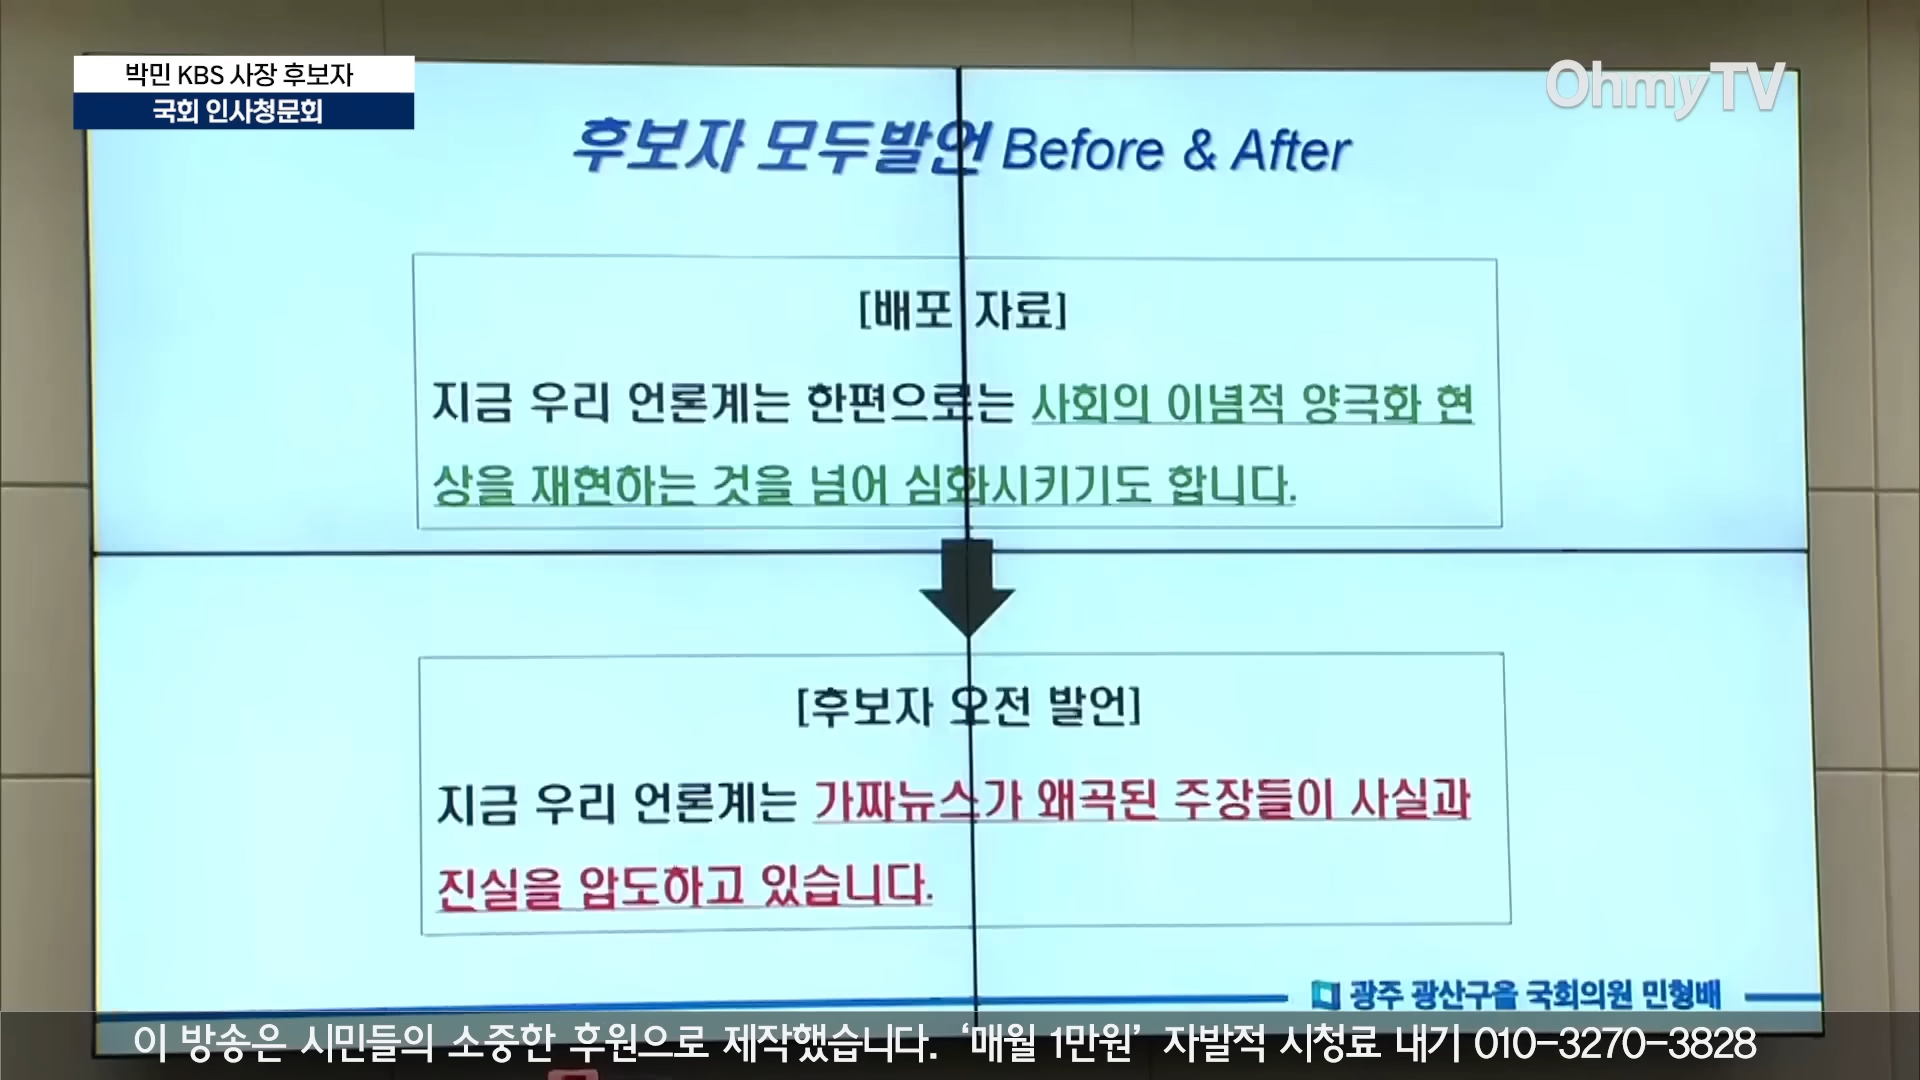 박민 KBS 사장 후보자
국회 인사청문회
OhmyTV
후보자 모두발언 Before & After
[배포 자료]
지금 우리 언론계는 한편으로는 사회의 이념적 양극화 현
상을 재현하는 것을 넘어 심화시키기도 합니다.
[후보자 오전 발언]
지금 우리 언론계는 가짜뉴스가 왜곡된 주장들이 사실과
진실을 압도하고 있습니다.
광주 광산구을 국회의원 민형배
이 방송은 시민들의 소중한 후원으로 제작했습니다. ‘매월 1만원’ 자발적 시청료 내기 010-3270-3828